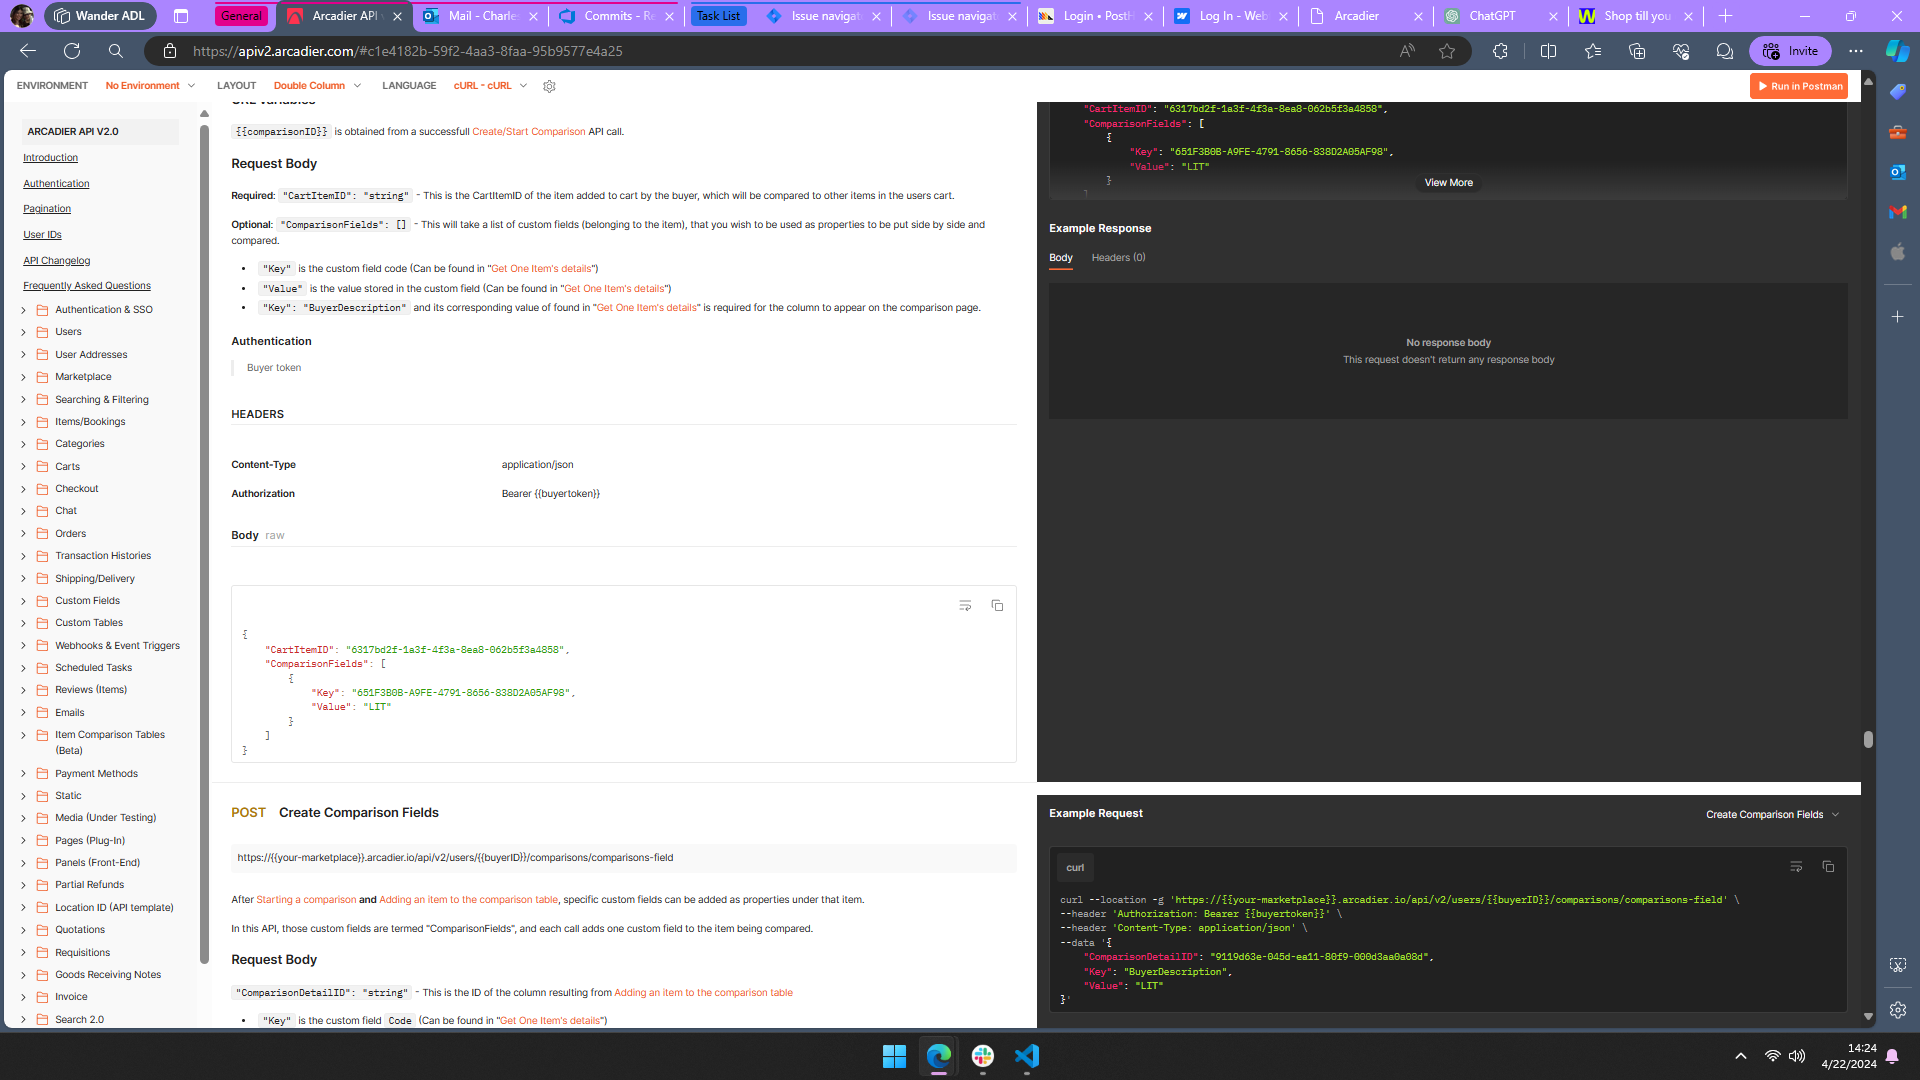 Wander ADL
General
Arcadier API
Mail - Charle
Commits - Re
Task List
Issue navigat
Issue navigat
Login • PostH
Log In - Web
Arcadier
ChatGPT
Shop till you
https://apiv2.arcadier.com/#c1e4182b-59f2-4aa3-8faa-95b9577e4a25
Invite
ENVIRONMENT No Environment LAYOUT Double Column LANGUAGE cURL - cURL
Run in Postman
ARCADIER API V2.0
Introduction
Authentication
Pagination
User IDs
API Changelog
Frequently Asked Questions
Authentication & SSO
Users
User Addresses
Marketplace
Searching & Filtering
Items/Bookings
Categories
Carts
Checkout
Chat
Orders
Transaction Histories
Shipping/Delivery
Custom Fields
Custom Tables
Webhooks & Event Triggers
Scheduled Tasks
Reviews (Items)
Emails
Item Comparison Tables
(Beta)
Payment Methods
Static
Media (Under Testing)
Pages (Plug-In)
Panels (Front-End)
Partial Refunds
Location ID (API template)
Quotations
Requisitions
Goods Receiving Notes
Invoice
Search 2.0
URL Variables
{{comparisonID}} is obtained from a successful Create/Start Comparison API call.
Request Body
Required: "CartItemID": "string" - This is the CartItemID of the item added to cart by the buyer, which will be compared to other items in the users cart.
Optional: "ComparisonFields": [] - This will take a list of custom fields (belonging to the item), that you wish to be used as properties to be put side by side and
compared.
• "Key" is the custom field code (Can be found in "Get One Item's details")
• "Value" is the value stored in the custom field (Can be found in "Get One Item's details")
• "Key": "BuyerDescription" and its corresponding value of found in "Get One Item's details" is required for the column to appear on the comparison page.
Authentication
Buyer token
HEADERS
Content-Type application/json
Authorization Bearer {{buyertoken}}
Body raw
{
"CartItemID": "6317bd2f-1a3f-4f3a-8ea8-062b5f3a4858",
"ComparisonFields": [
{
"Key": "651F3B0B-A9FE-4791-8656-838D2A05AF98",
"Value": "LIT"
}
]
}
POST Create Comparison Fields
https://{{your-marketplace}}.arcadier.io/api/v2/users/{{buyerID}}/comparisons/comparisons-field
After Starting a comparison and Adding an item to the comparison table, specific custom fields can be added as properties under that item.
In this API, those custom fields are termed "ComparisonFields", and each call adds one custom field to the item being compared.
Request Body
"ComparisonDetailID": "string" - This is the ID of the column resulting from Adding an item to the comparison table
• "Key" is the custom field Code (Can be found in "Get One Item's details")
"CartItemID": "6317bd2f-1a3f-4f3a-8ea8-062b5f3a4858",
"ComparisonFields": [
{
"Key": "651F3B0B-A9FE-4791-8656-838D2A05AF98",
"Value": "LIT"
}
]
View More
Example Response
Body Headers (0)
No response body
This request doesn't return any response body
Example Request
Create Comparison Fields
curl
curl --location -g 'https://{{your-marketplace}}.arcadier.io/api/v2/users/{{buyerID}}/comparisons/comparisons-field' \
--header 'Authorization: Bearer {{buyertoken}}' \
--header 'Content-Type: application/json' \
--data '{
"ComparisonDetailID": "9119d63e-045d-ea11-80f9-000d3aa0a08d",
"Key": "BuyerDescription",
"Value": "LIT"
}'
14:24
4/22/2024